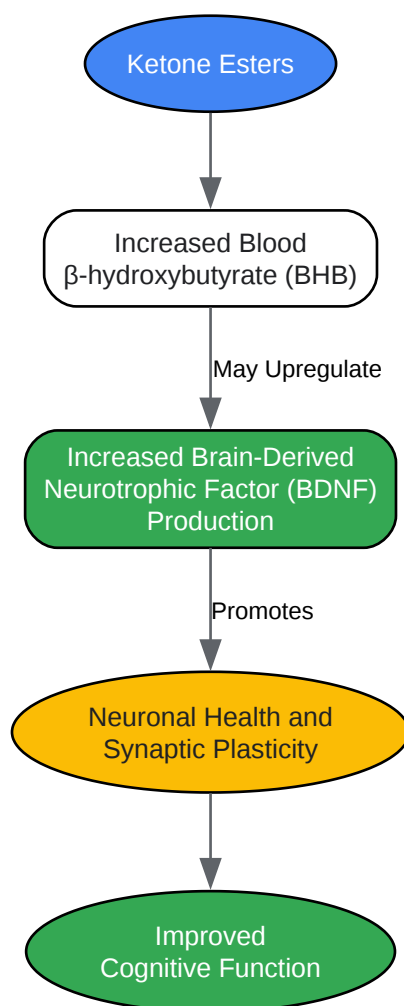 Ketone Esters
Increased Blood
β-hydroxybutyrate (BHB)
May Upregulate
Increased Brain-Derived
Neurotrophic Factor (BDNF)
Production
Promotes
Neuronal Health and
Synaptic Plasticity
Improved
Cognitive Function